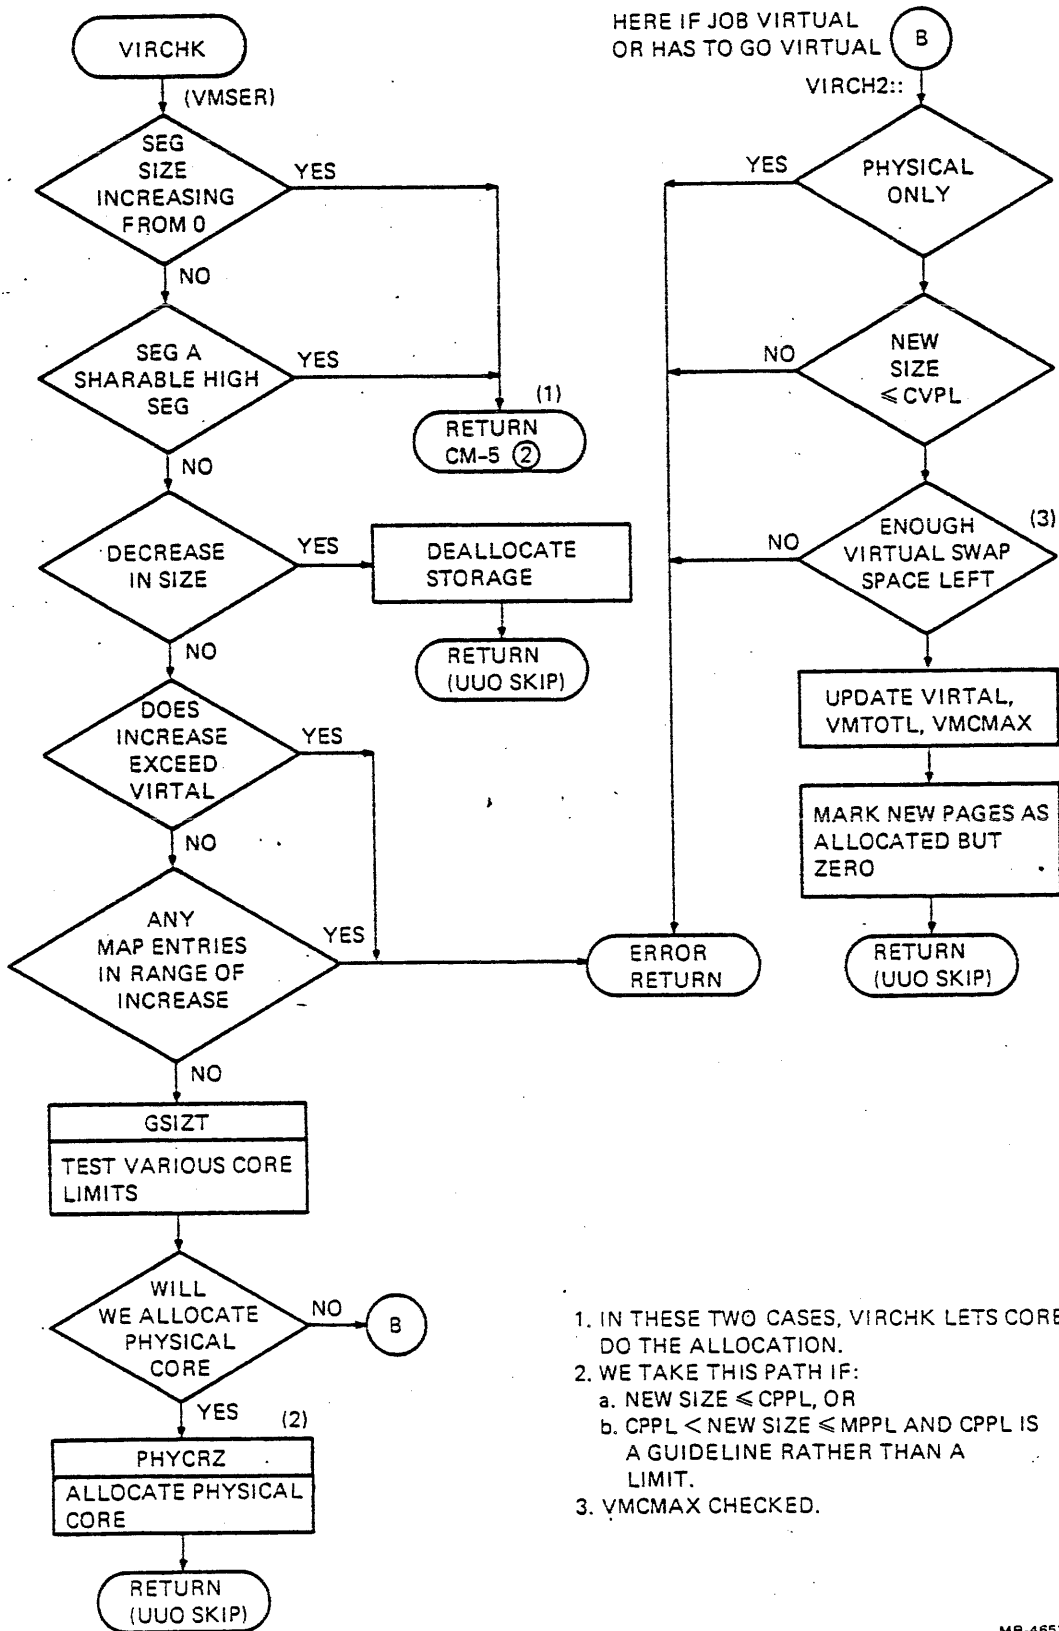 VIRCHK
(VMSER)
SEG
SIZE
INCREASING
FROM 0
YES
NO
SEG A
SHARABLE HIGH
SEG
YES
(1)
RETURN
CM-5 ②
NO
DECREASE
IN SIZE
YES
DEALLOCATE
STORAGE
RETURN
(UUO SKIP)
NO
DOES
INCREASE
EXCEED
VIRTAL
YES
NO
ANY
MAP ENTRIES
IN RANGE OF
INCREASE
YES
ERROR
RETURN
NO
GSIZT
TEST VARIOUS CORE
LIMITS
WILL
WE ALLOCATE
PHYSICAL
CORE
NO
B
YES
(2)
PHYCRZ
ALLOCATE PHYSICAL
CORE
RETURN
(UUO SKIP)
HERE IF JOB VIRTUAL
OR HAS TO GO VIRTUAL
B
VIRCH2::
PHYSICAL
ONLY
YES
NEW
SIZE
≤ CVPL
NO
ENOUGH
VIRTUAL SWAP
SPACE LEFT
(3)
NO
UPDATE VIRTAL,
VMTOTL, VMCMAX
MARK NEW PAGES AS
ALLOCATED BUT
ZERO
RETURN
(UUO SKIP)
1. IN THESE TWO CASES, VIRCHK LETS CORE
DO THE ALLOCATION.
2. WE TAKE THIS PATH IF:
a. NEW SIZE ≤ CPPL, OR
b. CPPL < NEW SIZE ≤ MPPL AND CPPL IS
A GUIDELINE RATHER THAN A
LIMIT.
3. VMCMAX CHECKED.